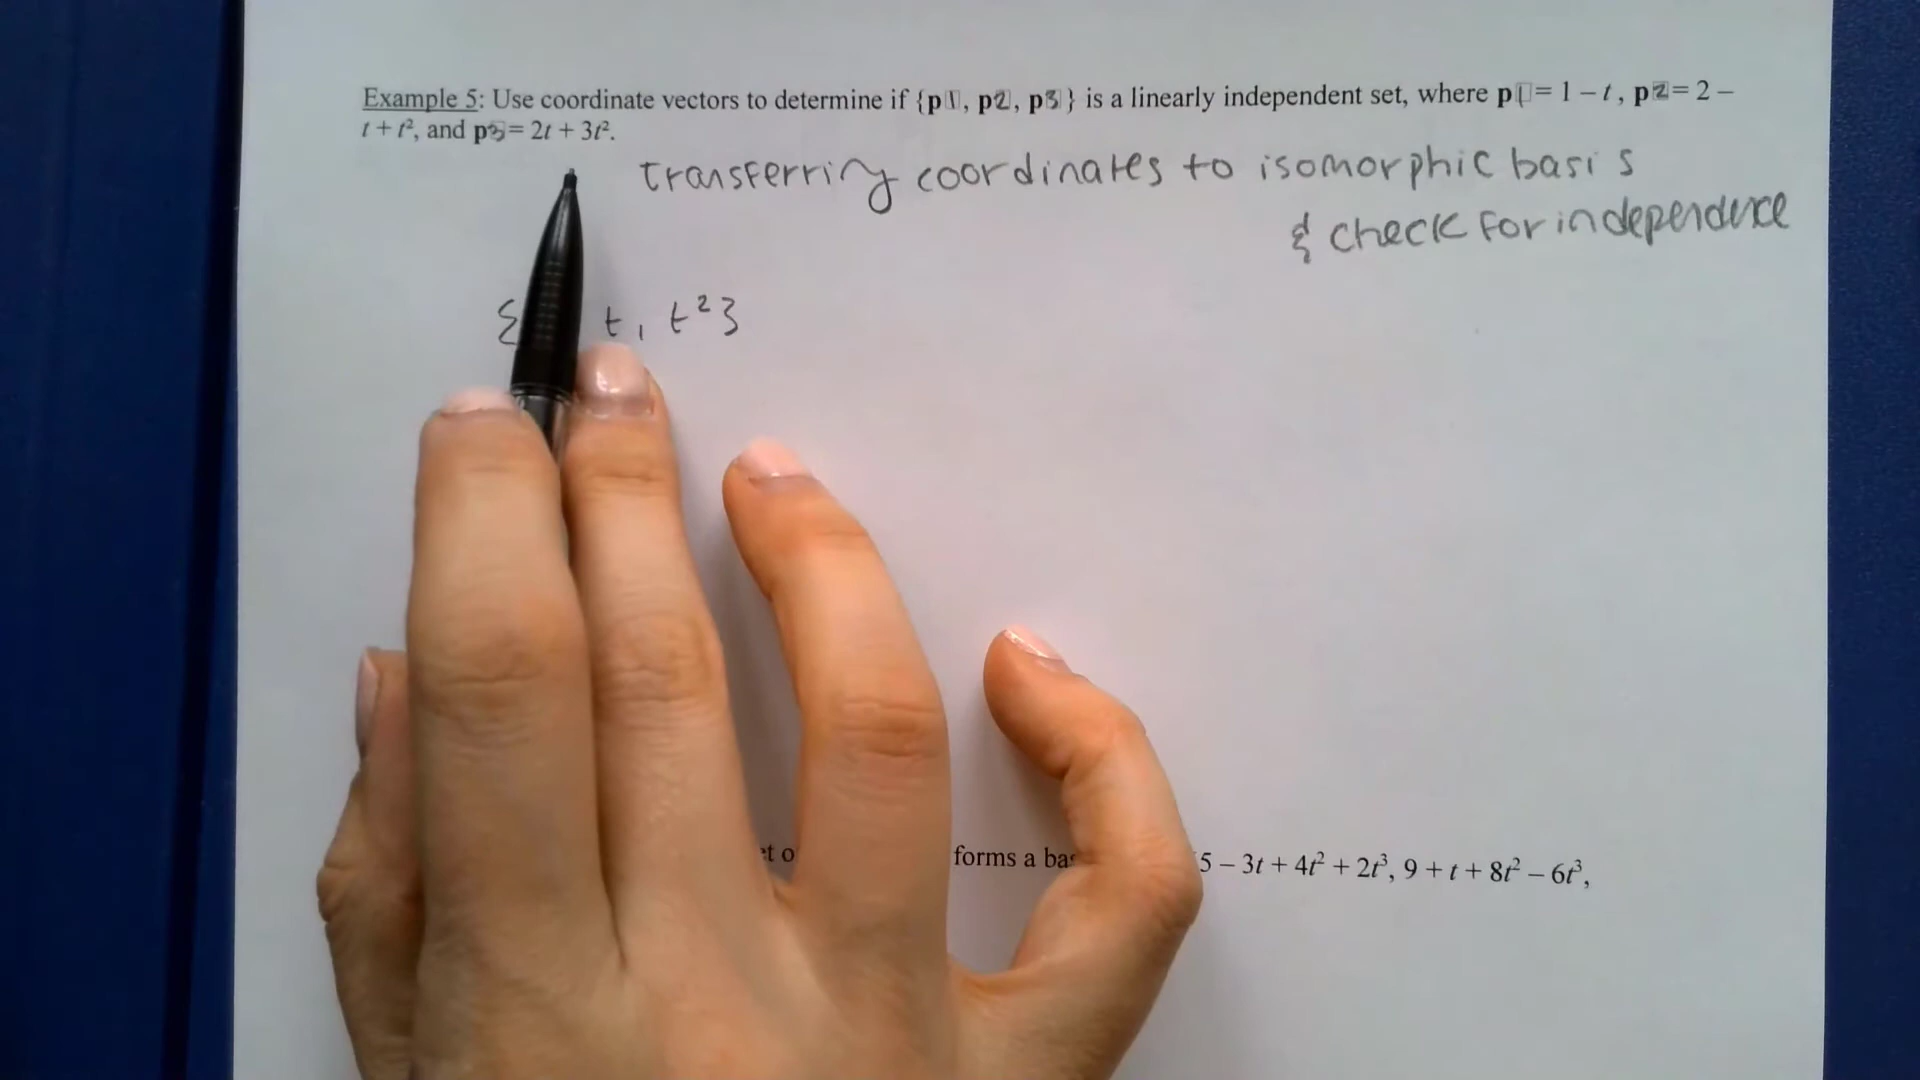 Example 5: Use coordinate vectors to determine if {p1, p2, p3} is a linearly independent set, where p1 = 1 – t, p2 = 2 –
t + t², and p3 = 2t + 3t².
transferring coordinates to isomorphic basis
& check for independence
{ t, t²}
forms a 5 – 3t + 4t² + 2t³, 9 + t + 8t² – 6t³,